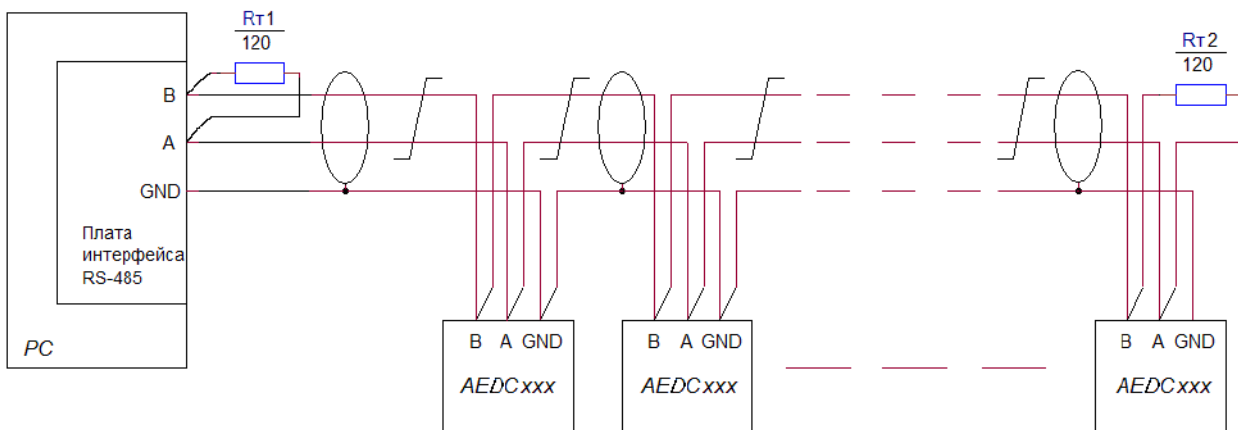 Rт1
120
Rт2
120
B
A
GND
Плата
интерфейса
RS-485
PC
B A GND
AEDCxxx
B A GND
AEDCxxx
B A GND
AEDCxxx